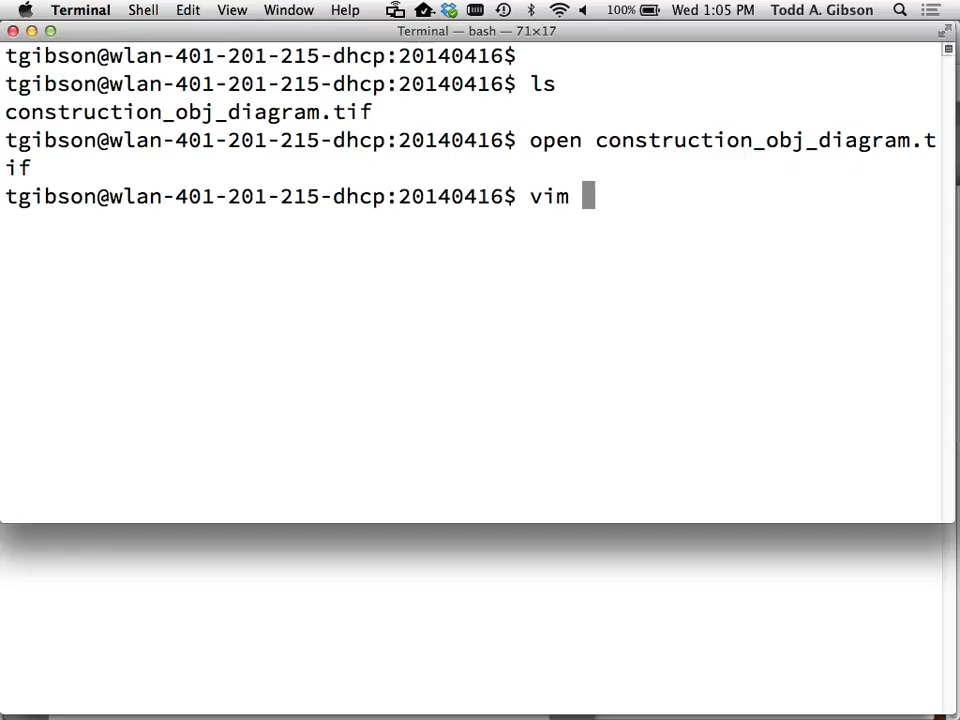 Terminal Shell Edit View Window Help 100% Wed 1:05 PM Todd A. Gibson
Terminal — bash — 71×17
tgibson@wlan-401-201-215-dhcp:20140416$
tgibson@wlan-401-201-215-dhcp:20140416$ ls
construction_obj_diagram.tif
tgibson@wlan-401-201-215-dhcp:20140416$ open construction_obj_diagram.t
if
tgibson@wlan-401-201-215-dhcp:20140416$ vim